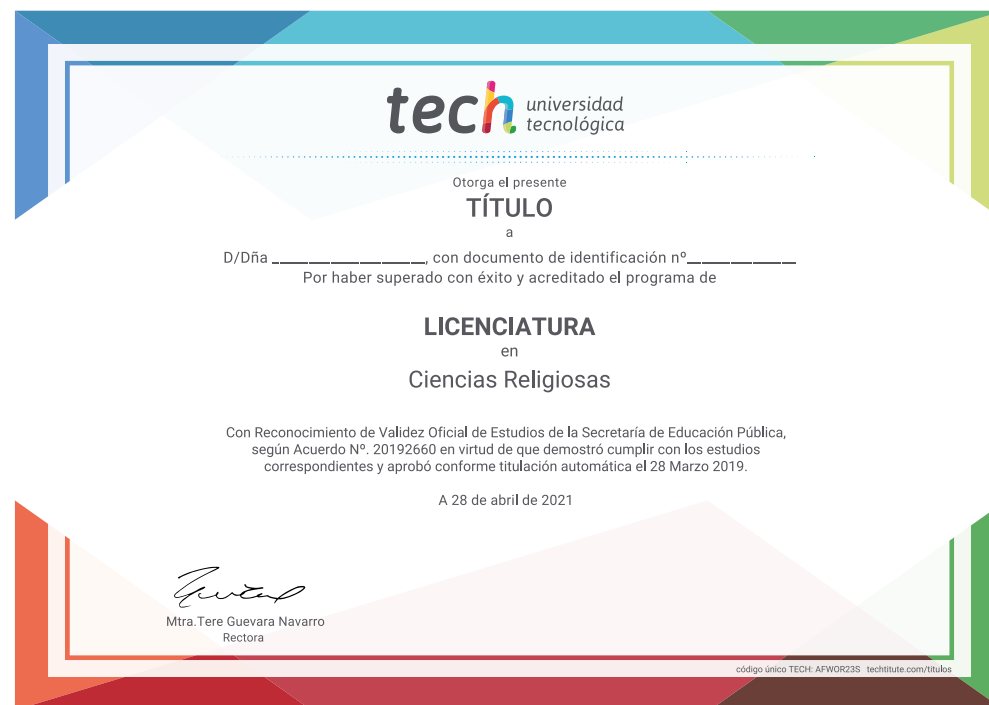 tech universidad
tecnológica
Otorga el presente
TÍTULO
a
D/Dña ___________________, con documento de identificación nº______________
Por haber superado con éxito y acreditado el programa de
LICENCIATURA
en
Ciencias Religiosas
Con Reconocimiento de Validez Oficial de Estudios de la Secretaría de Educación Pública,
según Acuerdo Nº. 20192660 en virtud de que demostró cumplir con los estudios
correspondientes y aprobó conforme titulación automática el 28 Marzo 2019.
A 28 de abril de 2021
Mtra.Tere Guevara Navarro
Rectora
código único TECH: AFWOR23S techtitute.com/titulos